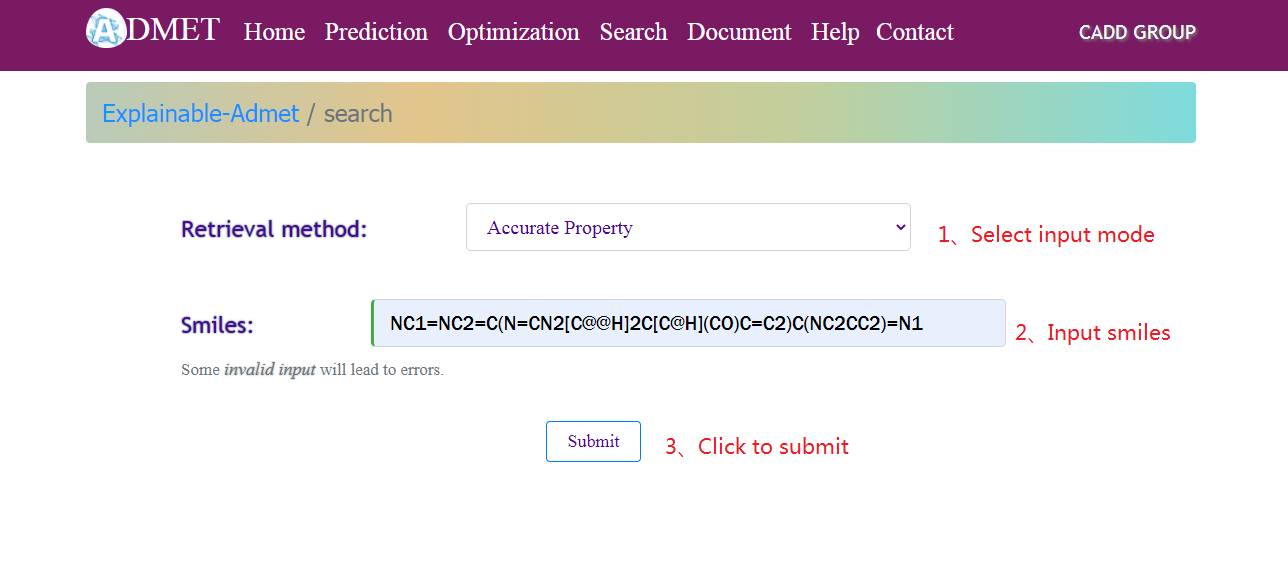 ADMET Home Prediction Optimization Search Document Help Contact CADD GROUP
Explainable-Admet / search
Retrieval method: Accurate Property 1、Select input mode
Smiles: NC1=NC2=C(N=CN2[C@@H]2C[C@H](CO)C=C2)C(NC2CC2)=N1 2、Input smiles
Some invalid input will lead to errors.
Submit 3、Click to submit